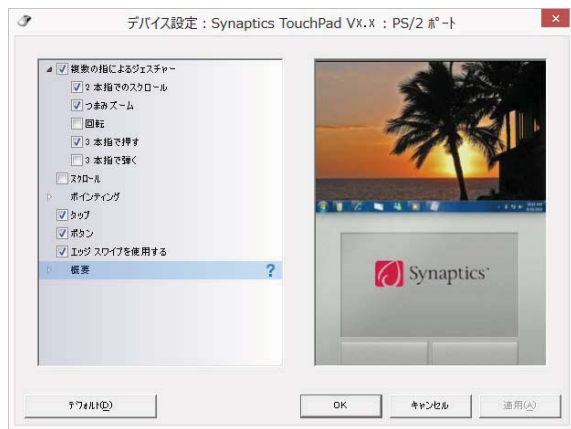 デバイス設定：Synaptics TouchPad Vx.x：PS/2 ﾎﾟｰﾄ
複数の指によるジェスチャー
2 本指でのスクロール
つまみズーム
回転
3 本指で押す
3 本指で弾く
スクロール
ポインティング
タップ
ボタン
エッジ スワイプを使用する
概要 ?
Synaptics
デフォルト(D) OK キャンセル 適用(A)